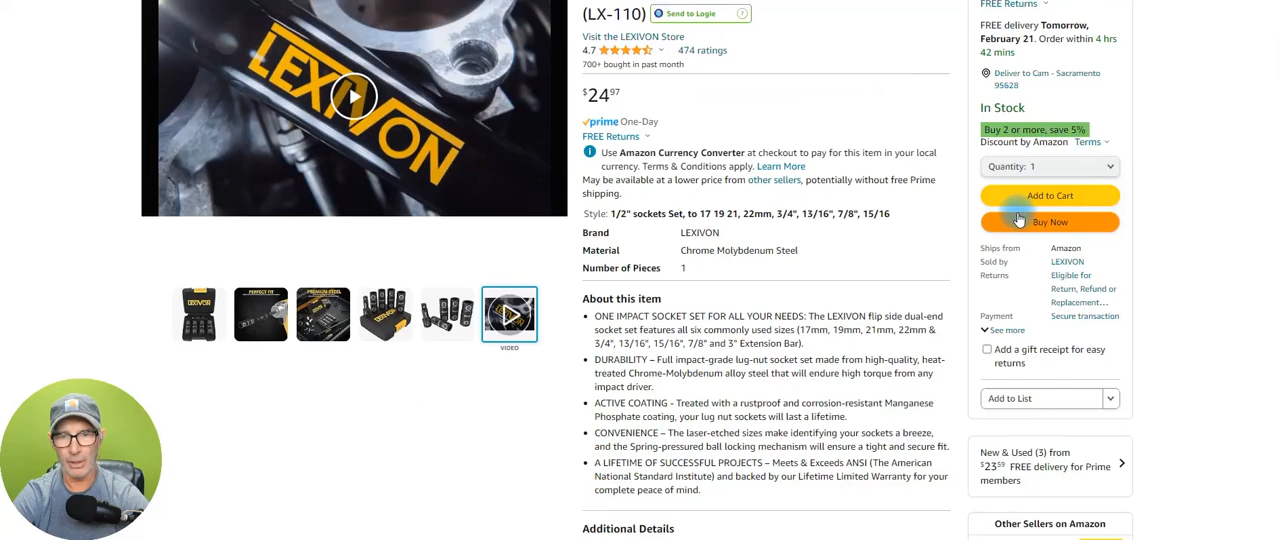 LEXIVON
(LX-110)
Send to Logie
Visit the LEXIVON Store
4.7
474 ratings
700+ bought in past month
$24 97
prime One-Day
FREE Returns
Use Amazon Currency Converter at checkout to pay for this item in your local
currency. Terms & Conditions apply. Learn More
May be available at a lower price from other sellers, potentially without free Prime
shipping.
Style: 1/2" sockets Set, to 17 19 21, 22mm, 3/4", 13/16", 7/8", 15/16
Brand LEXIVON
Material Chrome Molybdenum Steel
Number of Pieces 1
About this item
• ONE IMPACT SOCKET SET FOR ALL YOUR NEEDS: The LEXIVON flip side dual-end
socket set features all six commonly used sizes (17mm, 19mm, 21mm, 22mm &
3/4", 13/16", 15/16", 7/8" and 3" Extension Bar).
• DURABILITY – Full impact-grade lug-nut socket set made from high-quality, heat-
treated Chrome-Molybdenum alloy steel that will endure high torque from any
impact driver.
• ACTIVE COATING - Treated with a rustproof and corrosion-resistant Manganese
Phosphate coating, your lug nut sockets will last a lifetime.
• CONVENIENCE – The laser-etched sizes make identifying your sockets a breeze,
and the Spring-pressured ball locking mechanism will ensure a tight and secure fit.
• A LIFETIME OF SUCCESSFUL PROJECTS – Meets & Exceeds ANSI (The American
National Standard Institute) and backed by our Lifetime Limited Warranty for your
complete peace of mind.
Additional Details
LEXIVON
PERFECT FIT
PREMIUM STEEL
VIDEO
FREE Returns
FREE delivery Tomorrow,
February 21. Order within 4 hrs
42 mins
Deliver to Cam - Sacramento
95628
In Stock
Buy 2 or more, save 5%
Discount by Amazon Terms
Quantity: 1
Add to Cart
Buy Now
Ships from Amazon
Sold by LEXIVON
Returns Eligible for
Return, Refund or
Replacement...
Payment Secure transaction
See more
Add a gift receipt for easy
returns
Add to List
New & Used (3) from
$23 59 FREE delivery for Prime
members
Other Sellers on Amazon